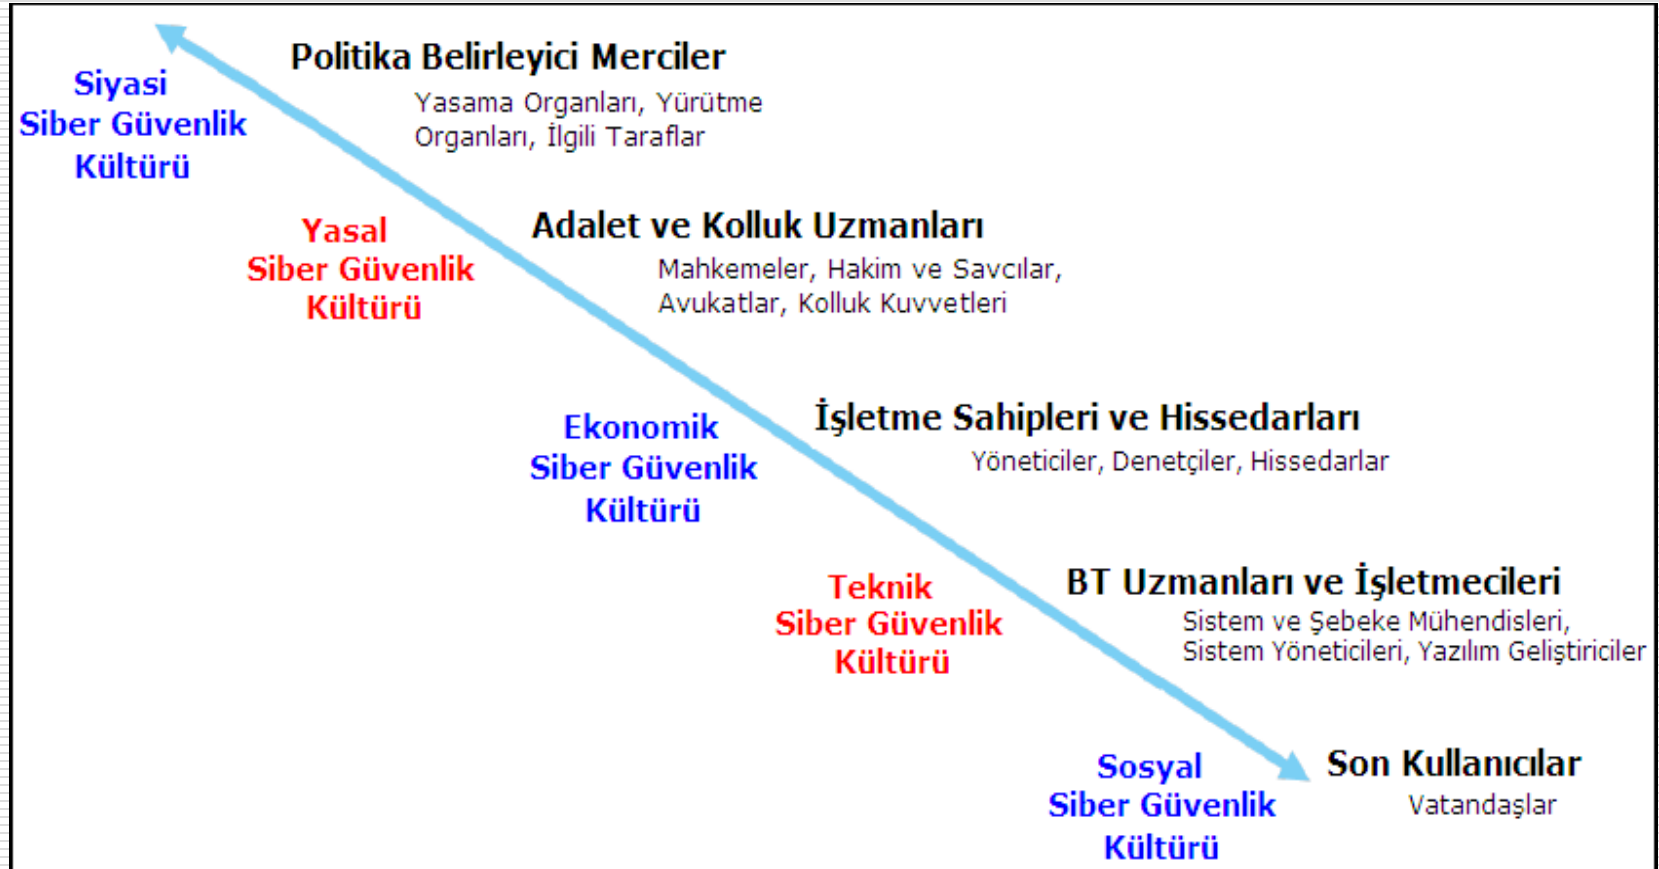 Siyasi
Siber Güvenlik
Kültürü
Politika Belirleyici Merciler
Yasama Organları, Yürütme
Organları, İlgili Taraflar
Yasal
Siber Güvenlik
Kültürü
Adalet ve Kolluk Uzmanları
Mahkemeler, Hakim ve Savcılar,
Avukatlar, Kolluk Kuvvetleri
Ekonomik
Siber Güvenlik
Kültürü
İşletme Sahipleri ve Hissedarları
Yöneticiler, Denetçiler, Hissedarlar
Teknik
Siber Güvenlik
Kültürü
BT Uzmanları ve İşletmecileri
Sistem ve Şebeke Mühendisleri,
Sistem Yöneticileri, Yazılım Geliştiriciler
Sosyal
Siber Güvenlik
Kültürü
Son Kullanıcılar
Vatandaşlar